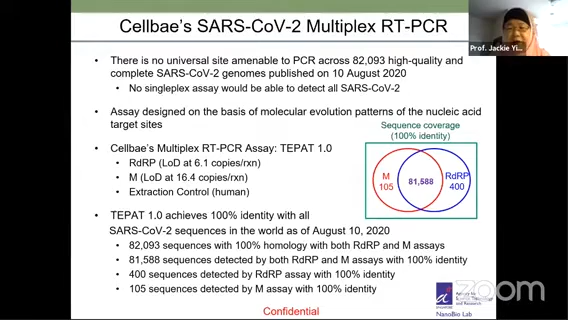 Cellbae's SARS-CoV-2 Multiplex RT-PCR
Prof. Jackie Yi...
• There is no universal site amenable to PCR across 82,093 high-quality and
complete SARS-CoV-2 genomes published on 10 August 2020
• No singleplex assay would be able to detect all SARS-CoV-2
• Assay designed on the basis of molecular evolution patterns of the nucleic acid
target sites
Sequence coverage
(100% identity)
M
105
81,588
RdRP
400
• Cellbae's Multiplex RT-PCR Assay: TEPAT 1.0
• RdRP (LoD at 6.1 copies/rxn)
• M (LoD at 16.4 copies/rxn)
• Extraction Control (human)
• TEPAT 1.0 achieves 100% identity with all
SARS-CoV-2 sequences in the world as of August 10, 2020
• 82,093 sequences with 100% homology with both RdRP and M assays
• 81,588 sequences detected by both RdRP and M assays with 100% identity
• 400 sequences detected by RdRP assay with 100% identity
• 105 sequences detected by M assay with 100% identity
zoom
NanoBio Lab
Confidential